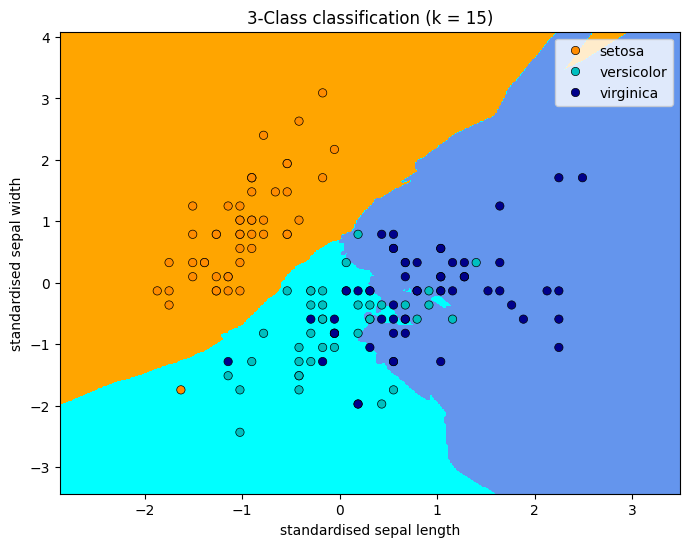 3-Class classification (k = 15)
setosa
versicolor
virginica
4
3
2
1
0
−1
−2
−3
standardised sepal width
−2
−1
0
1
2
3
standardised sepal length